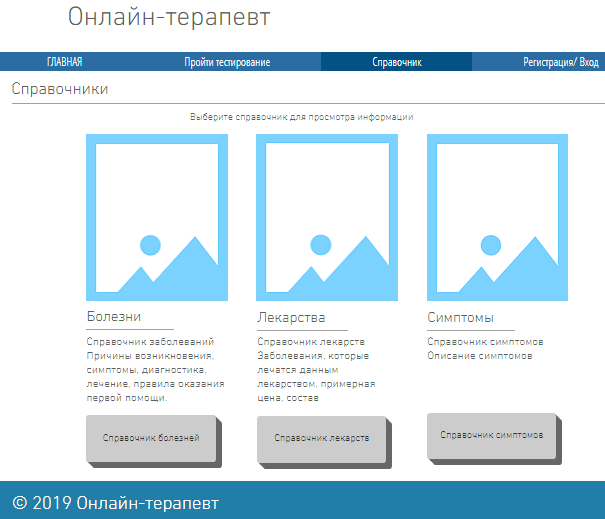 Онлайн-терапевт
ГЛАВНАЯ Пройти тестирование Справочник Регистрация/ Вход
Справочники
Выберите справочник для просмотра информации
Болезни
Справочник заболеваний
Причины возникновения,
симптомы, диагностика,
лечение, правила оказания
первой помощи.
Справочник болезней
Лекарства
Справочник лекарств
Заболевания, которые
лечатся данным
лекарством, примерная
цена, состав
Справочник лекарств
Симптомы
Справочник симптомов
Описание симптомов
Справочник симптомов
© 2019 Онлайн-терапевт